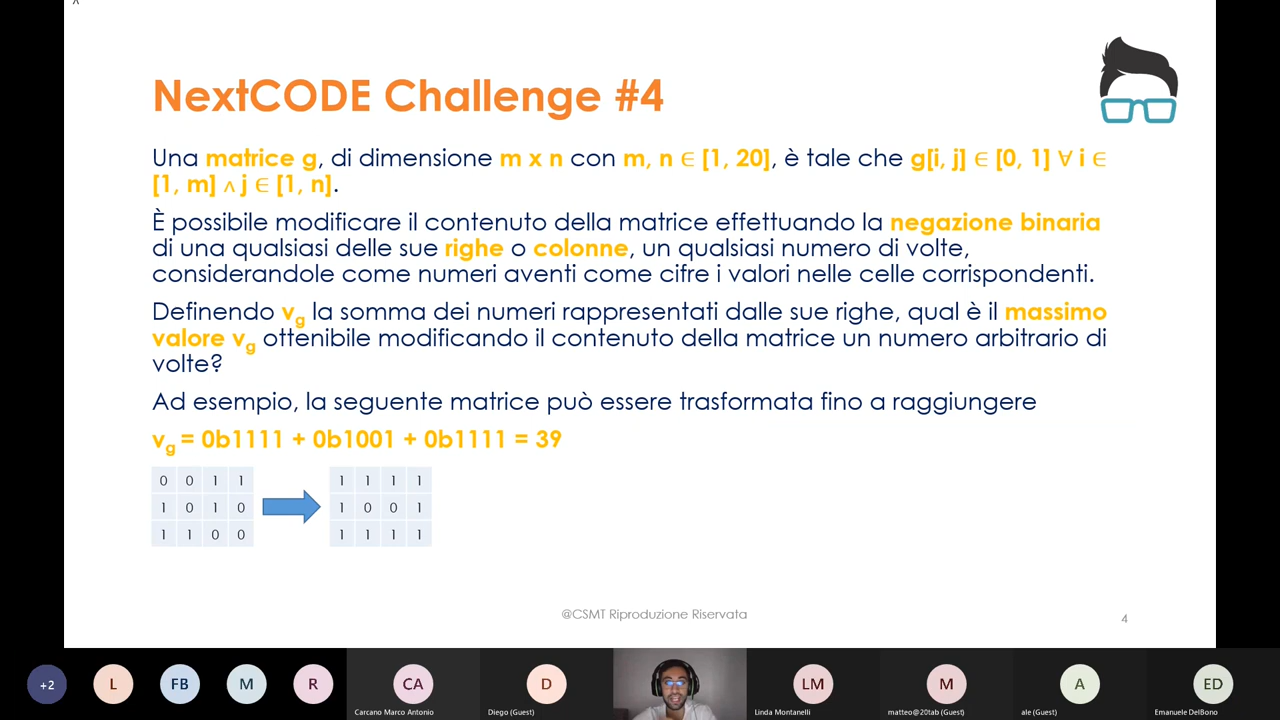 NextCODE Challenge #4
Una matrice g, di dimensione m x n con m, n ∈ [1, 20], è tale che g[i, j] ∈ [0, 1] ∀ i ∈
[1, m] ∧ j ∈ [1, n].
È possibile modificare il contenuto della matrice effettuando la negazione binaria
di una qualsiasi delle sue righe o colonne, un qualsiasi numero di volte,
considerandole come numeri aventi come cifre i valori nelle celle corrispondenti.
Definendo vg la somma dei numeri rappresentati dalle sue righe, qual è il massimo
valore vg ottenibile modificando il contenuto della matrice un numero arbitrario di
volte?
Ad esempio, la seguente matrice può essere trasformata fino a raggiungere
vg = 0b1111 + 0b1001 + 0b1111 = 39
0 0 1 1 1 1 1 1
1 0 1 0 1 0 0 1
1 1 0 0 1 1 1 1
@CSMT Riproduzione Riservata
4
+2 L FB M R CA D LM M A ED
Carcano Marco Antonio Diego (Guest) Linda Montanelli matteo@20tab (Guest) ale (Guest) Emanuele DelBono